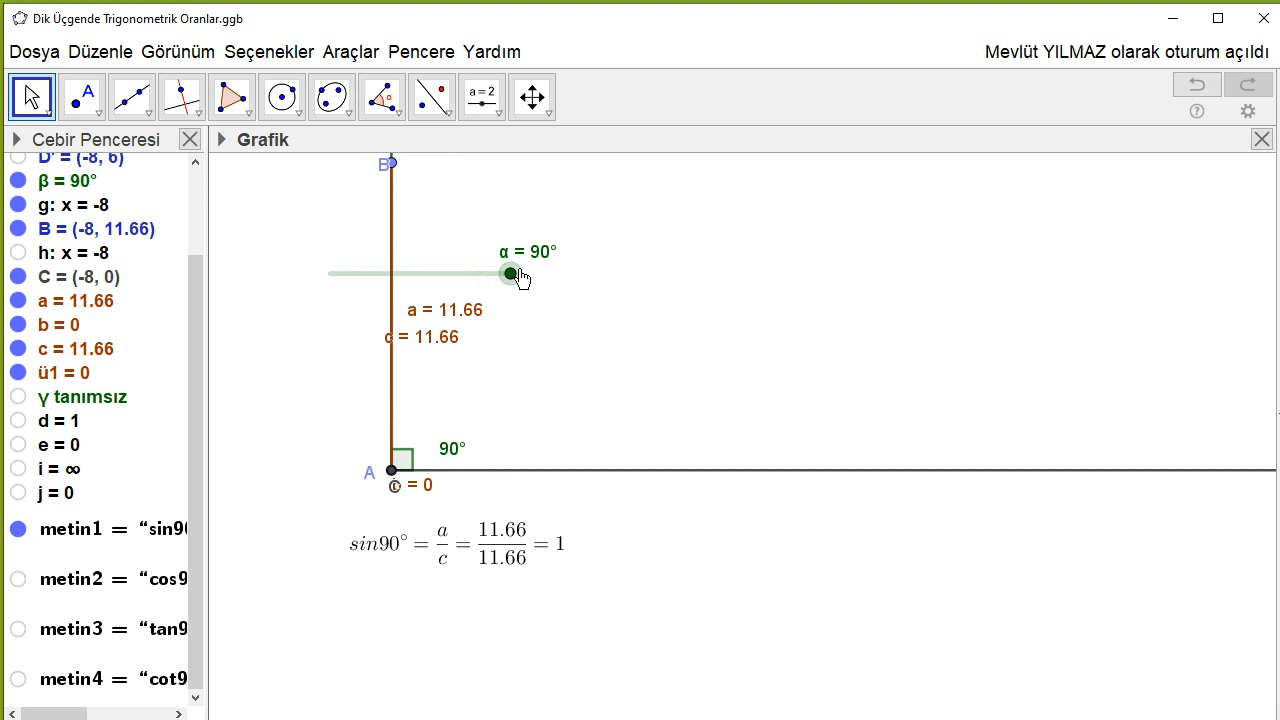 Dik Üçgende Trigonometrik Oranlar.ggb
Dosya Düzenle Görünüm Seçenekler Araçlar Pencere Yardım
Mevlüt YILMAZ olarak oturum açıldı
A
α
a=2
Cebir Penceresi
Grafik
D' = (-8, 6)
β = 90°
g: x = -8
B = (-8, 11.66)
h: x = -8
C = (-8, 0)
a = 11.66
b = 0
c = 11.66
ü1 = 0
γ tanımsız
d = 1
e = 0
i = ∞
j = 0
metin1 = “sin90
metin2 = “cos9
metin3 = “tan9
metin4 = “cot9
B
α = 90°
a = 11.66
c = 11.66
90°
A
C
b = 0
sin90° = a/c = 11.66/11.66 = 1